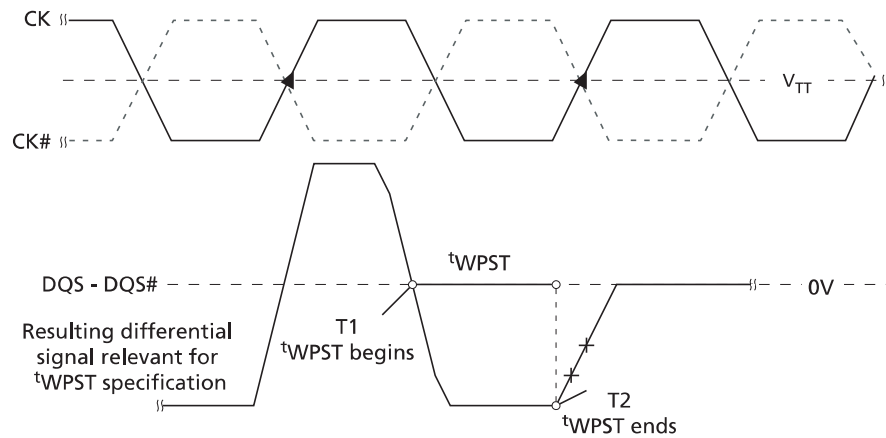 CK
V_TT
CK#
tWPST
DQS - DQS#
0V
T1
tWPST begins
Resulting differential
signal relevant for
tWPST specification
T2
tWPST ends